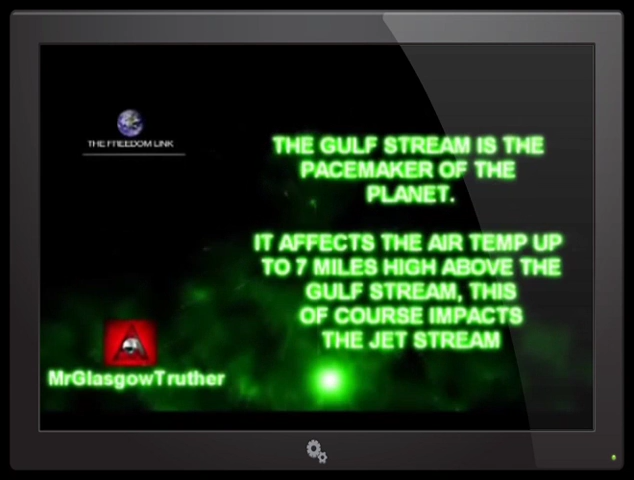 THE FREEDOM LINK
THE GULF STREAM IS THE
PACEMAKER OF THE
PLANET.
IT AFFECTS THE AIR TEMP UP
TO 7 MILES HIGH ABOVE THE
GULF STREAM, THIS
OF COURSE IMPACTS
THE JET STREAM
MrGlasgowTruther